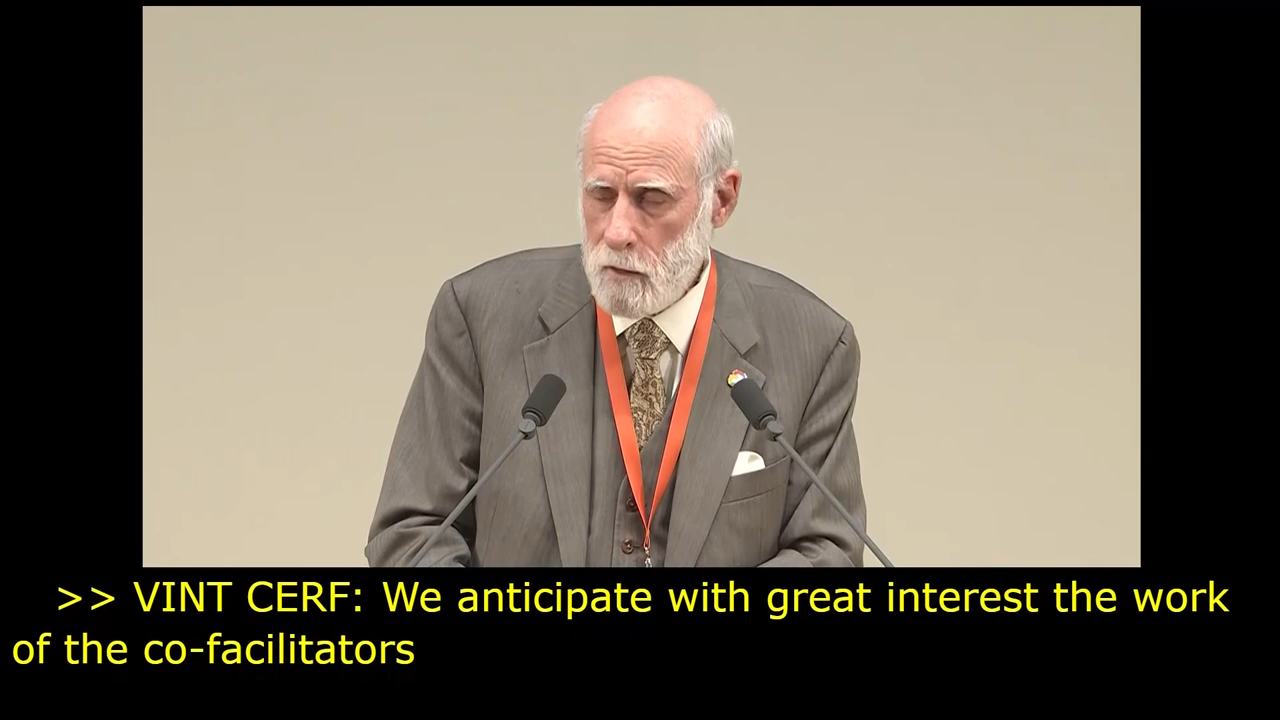 >> VINT CERF: We anticipate with great interest the work
of the co-facilitators